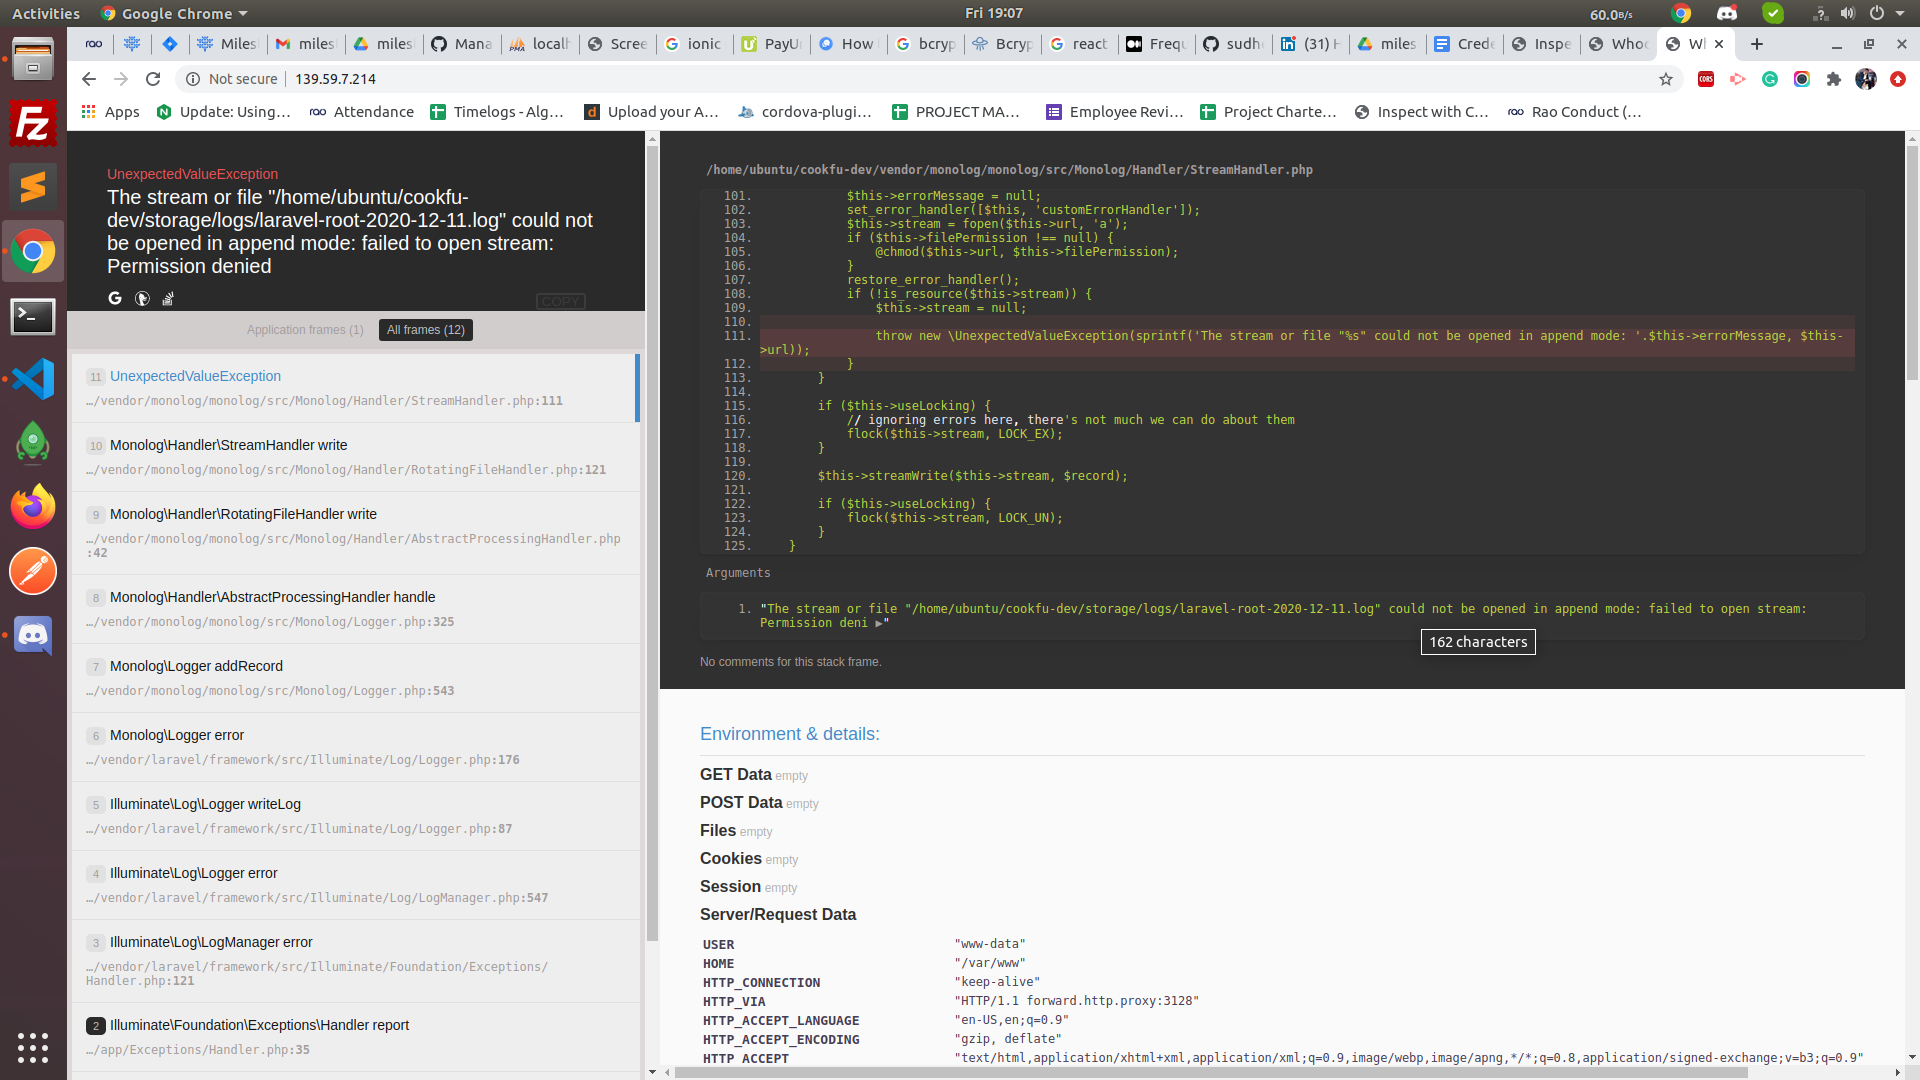 Activities
Google Chrome
Fri 19:07
60.0B/s
Miles
miles
miles
Mana
localh
Scree
ionic
PayU
How
bcryp
Bcryp
react
Frequ
sudh
(31) H
miles
Crede
Inspe
Whoo
Wh
Not secure
139.59.7.214
Apps
Update: Using...
Attendance
Timelogs - Alg...
Upload your A...
cordova-plugi...
PROJECT MA...
Employee Revi...
Project Charte...
Inspect with C...
Rao Conduct (...
UnexpectedValueException
The stream or file "/home/ubuntu/cookfu-
dev/storage/logs/laravel-root-2020-12-11.log" could not
be opened in append mode: failed to open stream:
Permission denied
COPY
Application frames (1)
All frames (12)
11 UnexpectedValueException
…/vendor/monolog/monolog/src/Monolog/Handler/StreamHandler.php:111
10 Monolog\Handler\StreamHandler write
…/vendor/monolog/monolog/src/Monolog/Handler/RotatingFileHandler.php:121
9 Monolog\Handler\RotatingFileHandler write
…/vendor/monolog/monolog/src/Monolog/Handler/AbstractProcessingHandler.php
:42
8 Monolog\Handler\AbstractProcessingHandler handle
…/vendor/monolog/monolog/src/Monolog/Logger.php:325
7 Monolog\Logger addRecord
…/vendor/monolog/monolog/src/Monolog/Logger.php:543
6 Monolog\Logger error
…/vendor/laravel/framework/src/Illuminate/Log/Logger.php:176
5 Illuminate\Log\Logger writeLog
…/vendor/laravel/framework/src/Illuminate/Log/Logger.php:87
4 Illuminate\Log\Logger error
…/vendor/laravel/framework/src/Illuminate/Log/LogManager.php:547
3 Illuminate\Log\LogManager error
…/vendor/laravel/framework/src/Illuminate/Foundation/Exceptions/
Handler.php:121
2 Illuminate\Foundation\Exceptions\Handler report
…/app/Exceptions/Handler.php:35
/home/ubuntu/cookfu-dev/vendor/monolog/monolog/src/Monolog/Handler/StreamHandler.php
101. $this->errorMessage = null;
102. set_error_handler([$this, 'customErrorHandler']);
103. $this->stream = fopen($this->url, 'a');
104. if ($this->filePermission !== null) {
105. @chmod($this->url, $this->filePermission);
106. }
107. restore_error_handler();
108. if (!is_resource($this->stream)) {
109. $this->stream = null;
110.
111. throw new \UnexpectedValueException(sprintf('The stream or file "%s" could not be opened in append mode: '.$this->errorMessage, $this-
>url));
112. }
113. }
114.
115. if ($this->useLocking) {
116. // ignoring errors here, there's not much we can do about them
117. flock($this->stream, LOCK_EX);
118. }
119.
120. $this->streamWrite($this->stream, $record);
121.
122. if ($this->useLocking) {
123. flock($this->stream, LOCK_UN);
124. }
125. }
Arguments
1. "The stream or file "/home/ubuntu/cookfu-dev/storage/logs/laravel-root-2020-12-11.log" could not be opened in append mode: failed to open stream:
Permission deni ▶"
162 characters
No comments for this stack frame.
Environment & details:
GET Data empty
POST Data empty
Files empty
Cookies empty
Session empty
Server/Request Data
USER "www-data"
HOME "/var/www"
HTTP_CONNECTION "keep-alive"
HTTP_VIA "HTTP/1.1 forward.http.proxy:3128"
HTTP_ACCEPT_LANGUAGE "en-US,en;q=0.9"
HTTP_ACCEPT_ENCODING "gzip, deflate"
HTTP_ACCEPT "text/html,application/xhtml+xml,application/xml;q=0.9,image/webp,image/apng,*/*;q=0.8,application/signed-exchange;v=b3;q=0.9"